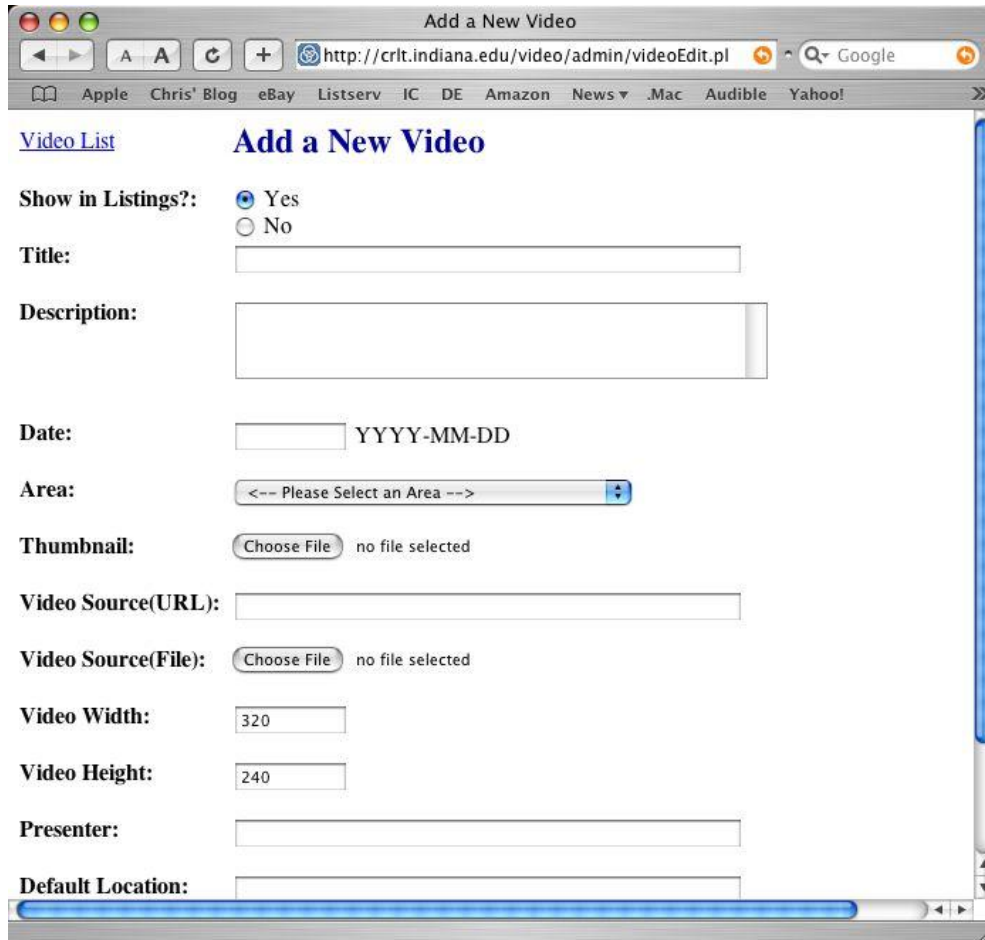 Add a New Video
A A + http://crlt.indiana.edu/video/admin/videoEdit.pl Q Google
Apple Chris' Blog eBay Listserv IC DE Amazon News .Mac Audible Yahoo!
Video List Add a New Video
Show in Listings?: Yes
No
Title:
Description:
Date: YYYY-MM-DD
Area: <-- Please Select an Area -->
Thumbnail: Choose File no file selected
Video Source(URL):
Video Source(File): Choose File no file selected
Video Width: 320
Video Height: 240
Presenter:
Default Location: